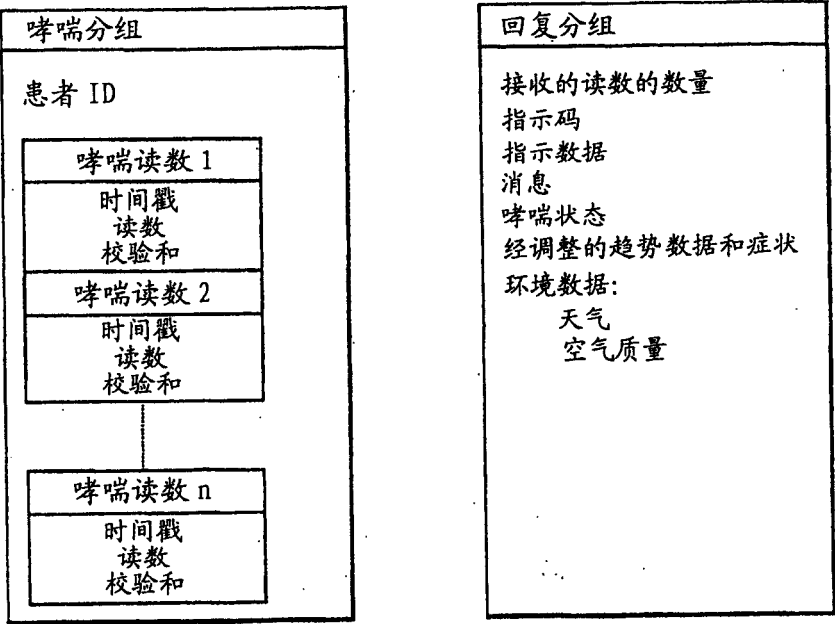 哮喘分组
患者 ID
哮喘读数 1
时间戳
读数
校验和
哮喘读数 2
时间戳
读数
校验和
哮喘读数 n
时间戳
读数
校验和
回复分组
接收的读数的数量
指示码
指示数据
消息
哮喘状态
经调整的趋势数据和症状
环境数据:
天气
空气质量